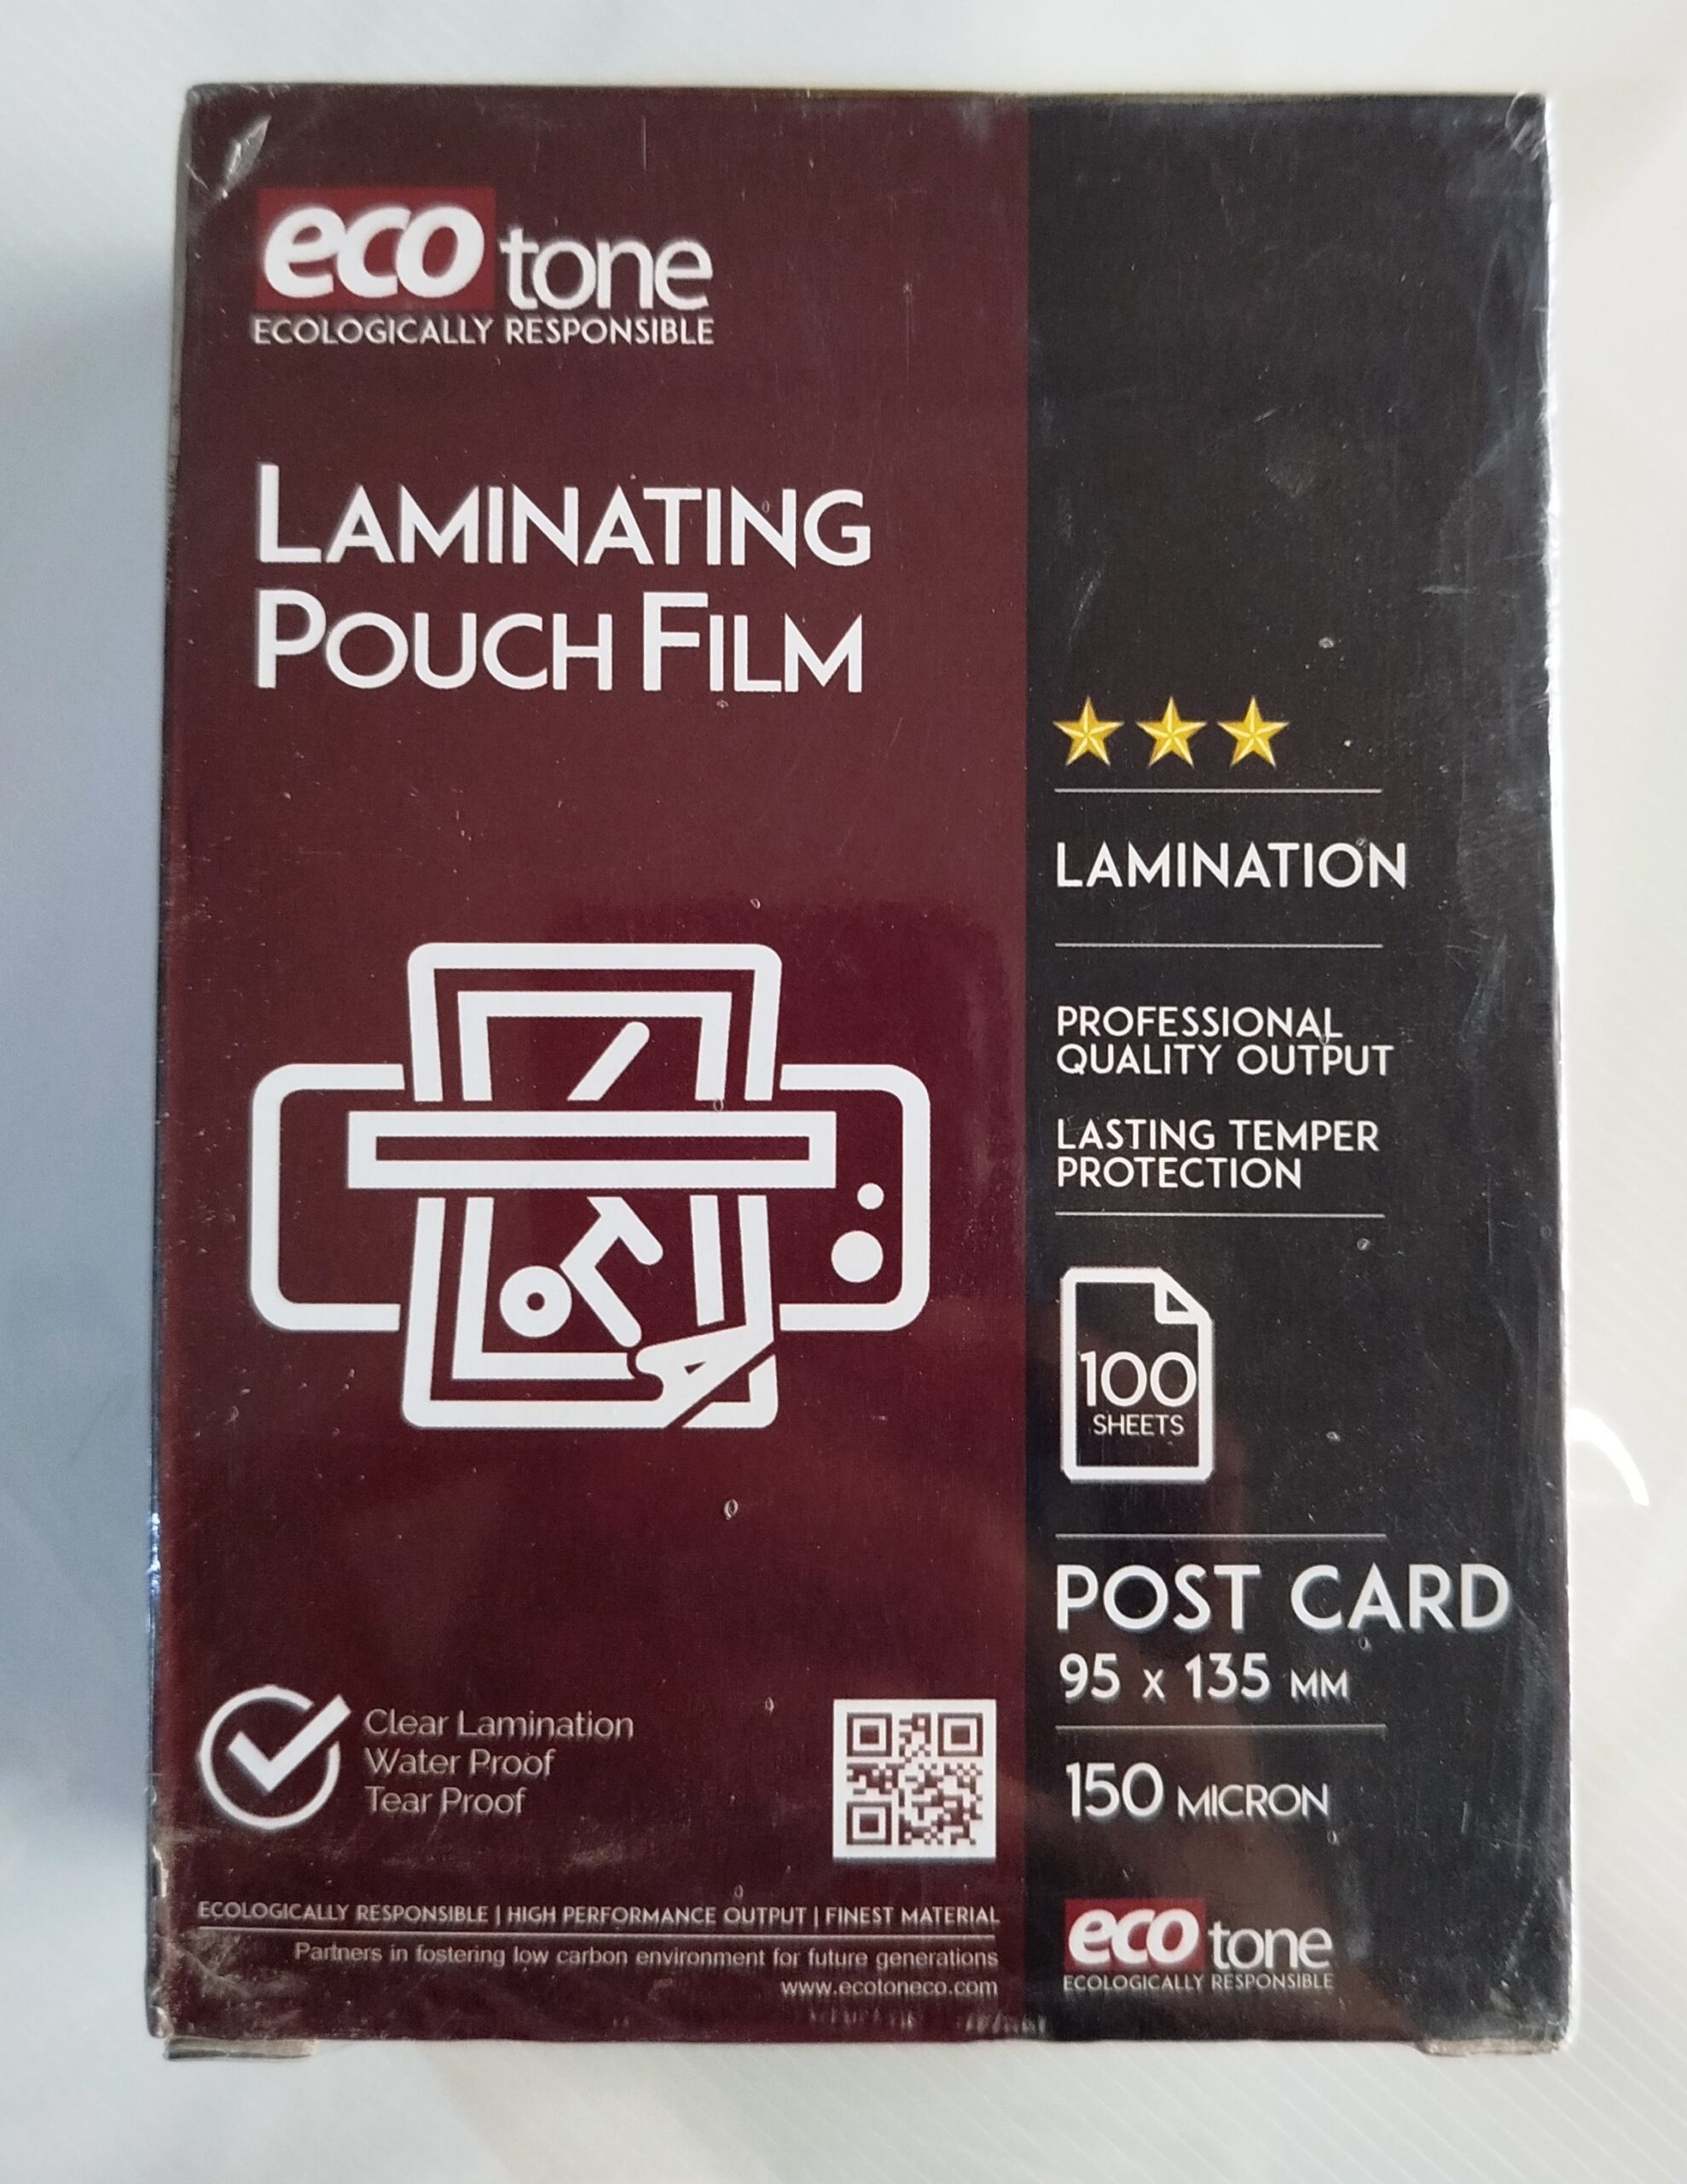 eco tone
ECOLOGICALLY RESPONSIBLE
LAMINATING
POUCH FILM
LAMINATION
PROFESSIONAL
QUALITY OUTPUT
LASTING TEMPER
PROTECTION
100
SHEETS
POST CARD
95 x 135 MM
150 MICRON
Clear Lamination
Water Proof
Tear Proof
ECOLOGICALLY RESPONSIBLE | HIGH PERFORMANCE OUTPUT | FINEST MATERIAL
Partners in fostering low carbon environment for future generations
www.ecotoneco.com
eco tone
ECOLOGICALLY RESPONSIBLE